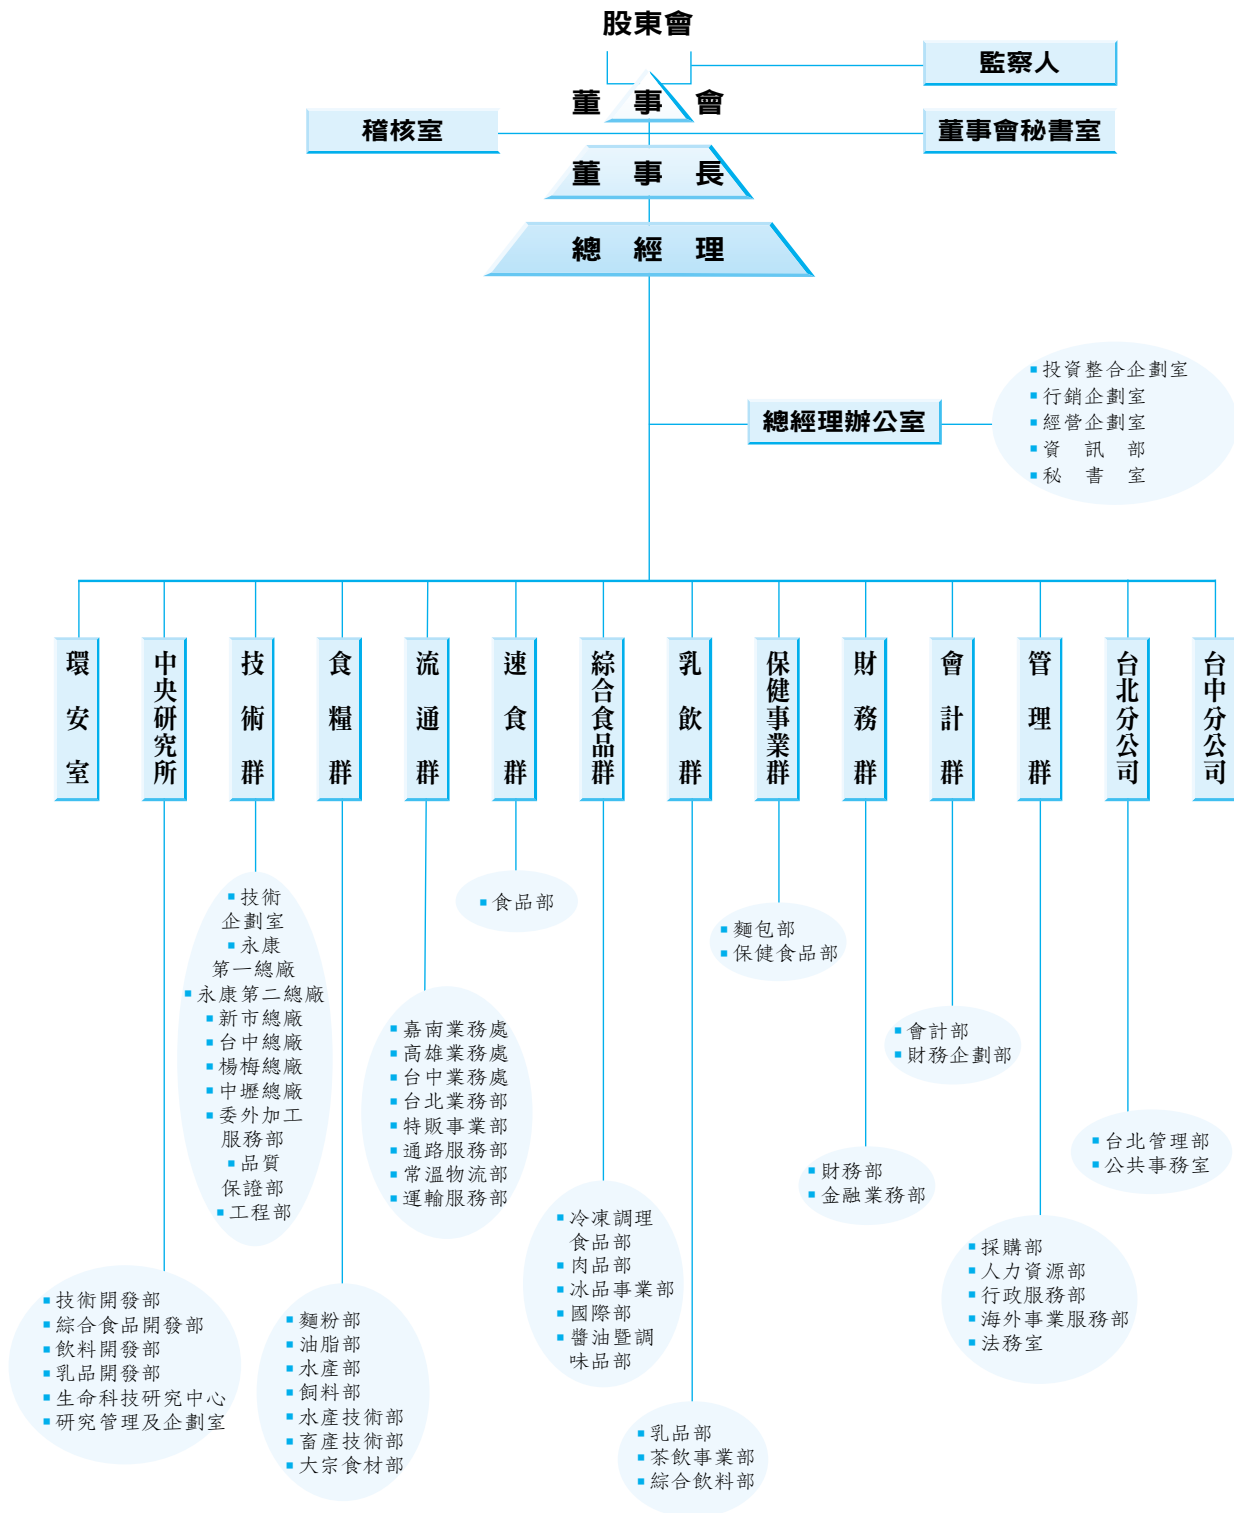 股東會
監察人
董事會
稽核室
董事會秘書室
董事長
總經理
投資整合企劃室
行銷企劃室
經營企劃室
資訊部
秘書室
總經理辦公室
環安室
中央研究所
技術群
食糧群
流通群
速食群
綜合食品群
乳飲群
保健事業群
財務群
會計群
管理群
台北分公司
台中分公司
技術開發部
綜合食品開發部
飲料開發部
乳品開發部
生命科技研究中心
研究管理及企劃室
技術
企劃室
永康
第一總廠
永康第二總廠
新市總廠
台中總廠
楊梅總廠
中壢總廠
委外加工
服務部
品質
保證部
工程部
麵粉部
油脂部
水產部
飼料部
水產技術部
畜產技術部
大宗食材部
嘉南業務處
高雄業務處
台中業務處
台北業務部
特販事業部
通路服務部
常溫物流部
運輸服務部
食品部
冷凍調理
食品部
肉品部
冰品事業部
國際部
醬油暨調
味品部
乳品部
茶飲事業部
綜合飲料部
麵包部
保健食品部
財務部
金融業務部
會計部
財務企劃部
採購部
人力資源部
行政服務部
海外事業服務部
法務室
台北管理部
公共事務室